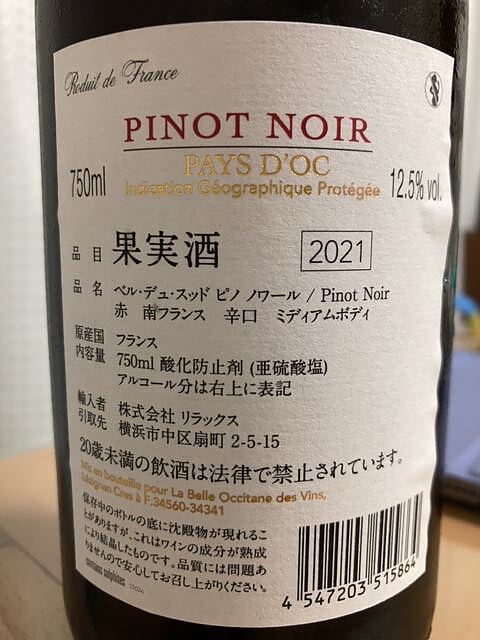 Produit de France
PINOT NOIR
PAYS D'OC
Indication Géographique Protégée
750ml
12.5% vol.
品目 果実酒 2021
品名 ベル・デュ・スッド ピノ ノワール / Pinot Noir
赤 南フランス 辛口 ミディアムボディ
原産国 フランス
内容量 750ml 酸化防止剤 (亜硫酸塩)
アルコール分は右上に表記
輸入者 株式会社 リラックス
引取先 横浜市中区扇町 2-5-15
20歳未満の飲酒は法律で禁止されています。
Mis en bouteille pour La Belle Occitane des Vins,
Lézignan Cres à F.34560-34341
保存中のボトルの底に沈殿物が現れるこ
とがありますが、これはワインの成分が熟成
により結晶したものです。品質には問題あ
りませんので安心してお召し上がりください。
contains sulphites
4 547203 515864